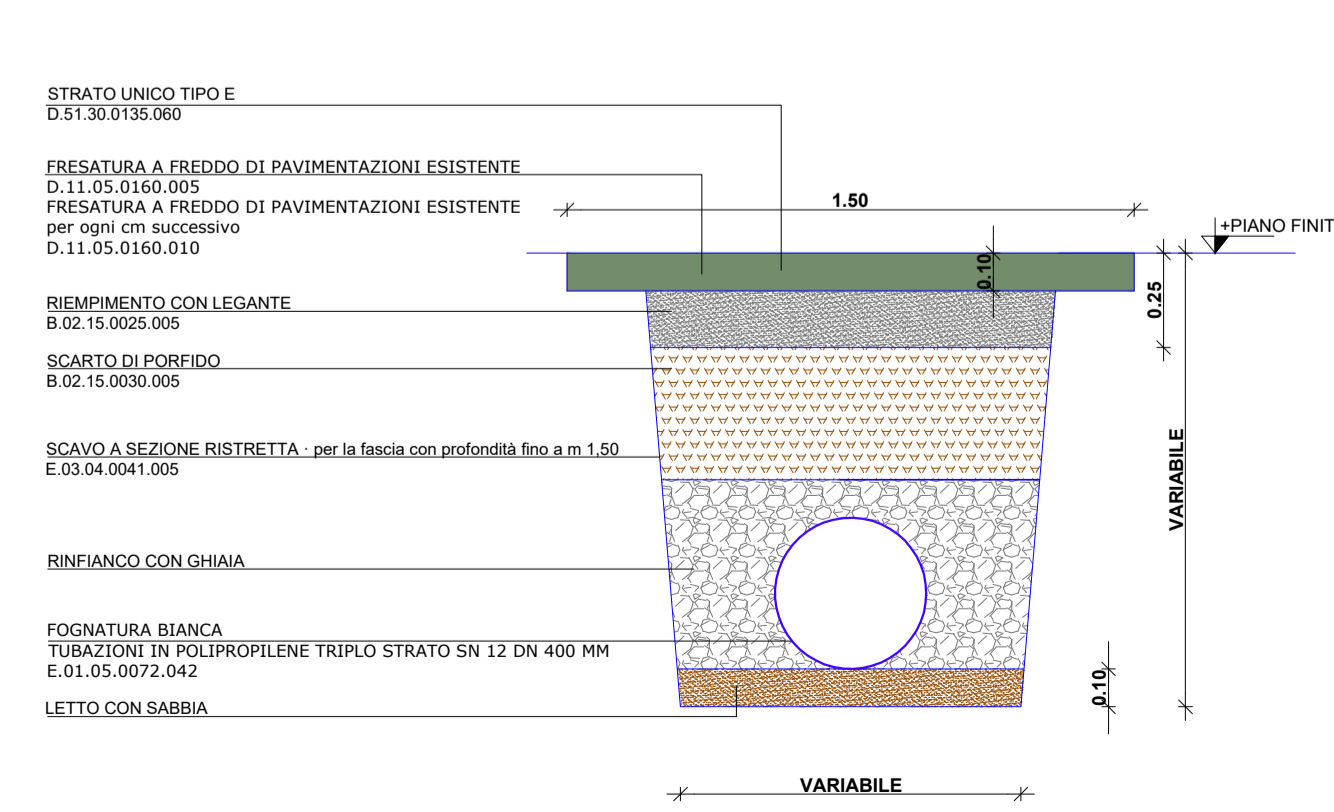 STRATO UNICO TIPO E
D.51.30.0135.060
FRESATURA A FREDDO DI PAVIMENTAZIONI ESISTENTE
D.11.05.0160.005
FRESATURA A FREDDO DI PAVIMENTAZIONI ESISTENTE
per ogni cm successivo
D.11.05.0160.010
RIEMPIMENTO CON LEGANTE
B.02.15.0025.005
SCARTO DI PORFIDO
B.02.15.0030.005
SCAVO A SEZIONE RISTRETTA · per la fascia con profondità fino a m 1,50
E.03.04.0041.005
RINFIANCO CON GHIAIA
FOGNATURA BIANCA
TUBAZIONI IN POLIPROPILENE TRIPLO STRATO SN 12 DN 400 MM
E.01.05.0072.042
LETTO CON SABBIA
1.50
+PIANO FINIT
0.10
0.25
VARIABILE
0.10
VARIABILE